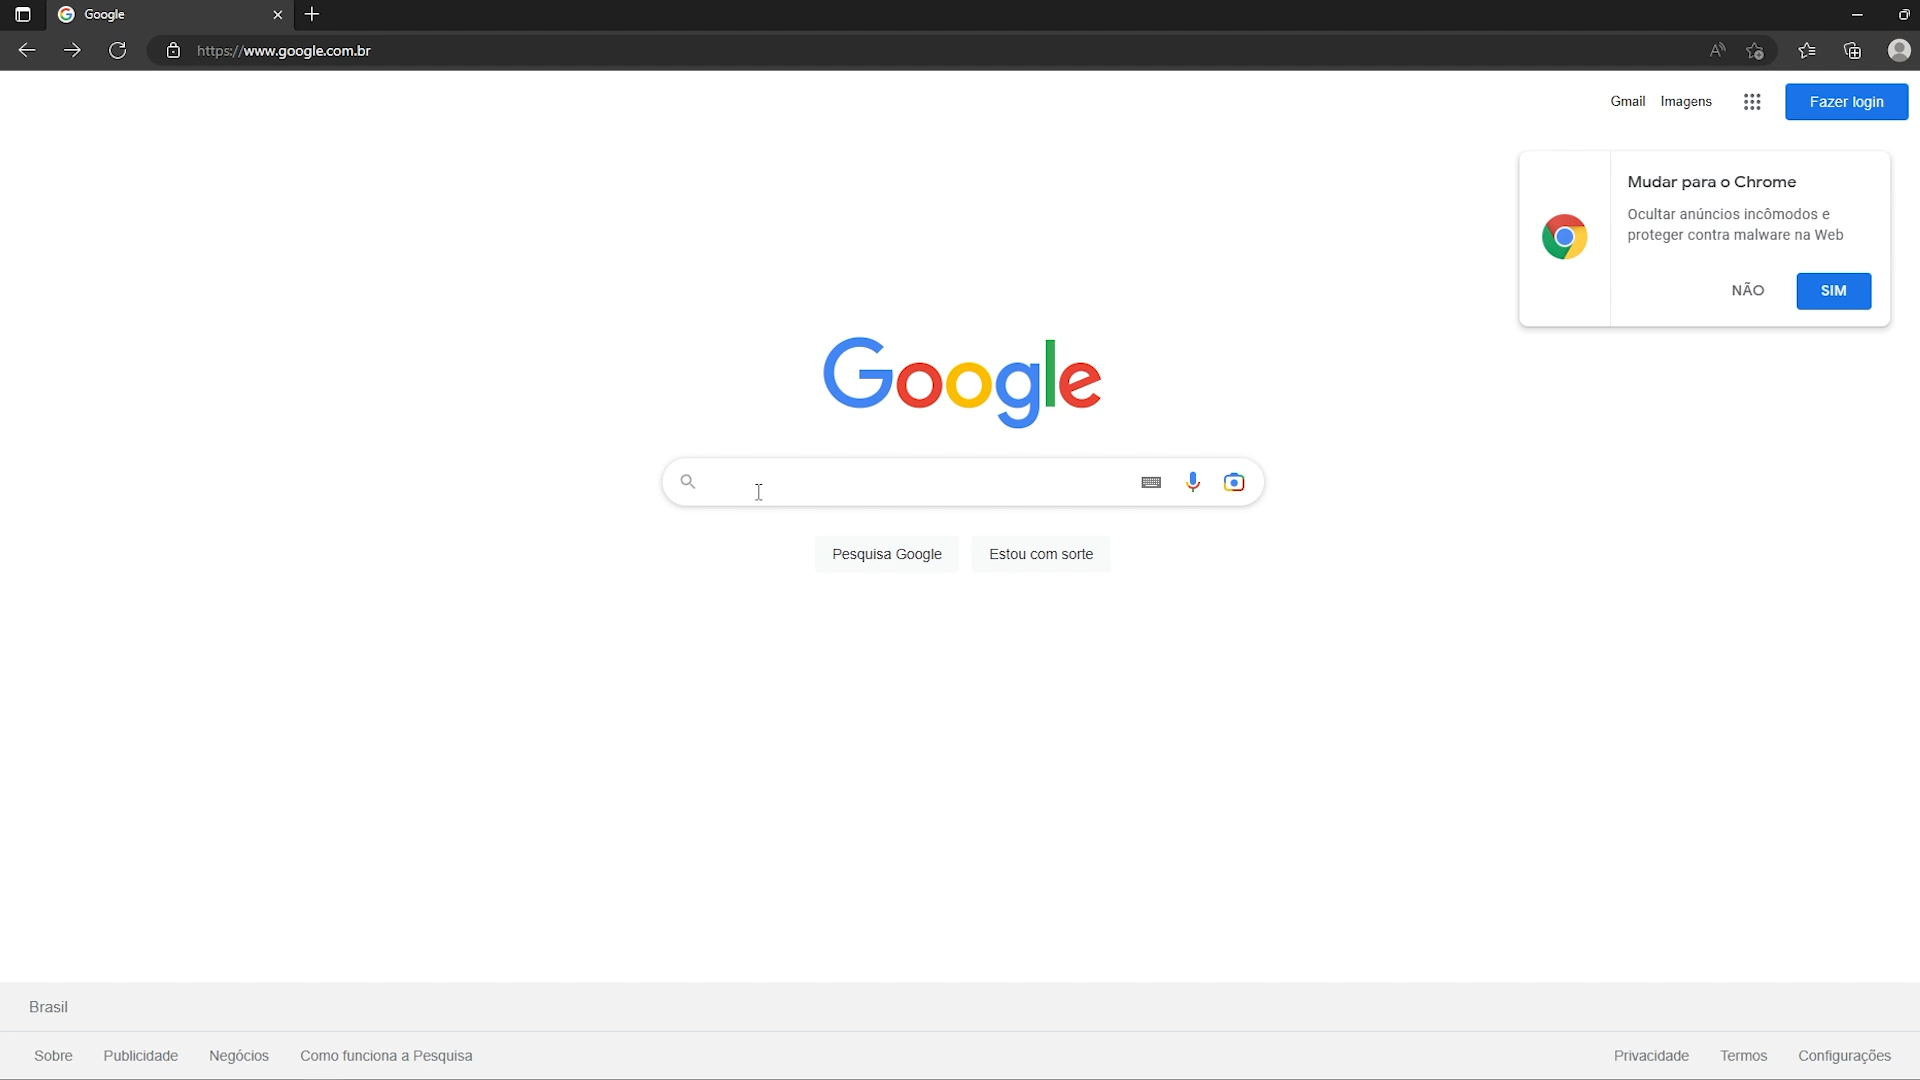 Google
https://www.google.com.br
Gmail Imagens Fazer login
Mudar para o Chrome
Ocultar anúncios incômodos e
proteger contra malware na Web
NÃO SIM
Google
Pesquisa Google Estou com sorte
Brasil
Sobre Publicidade Negócios Como funciona a Pesquisa Privacidade Termos Configurações